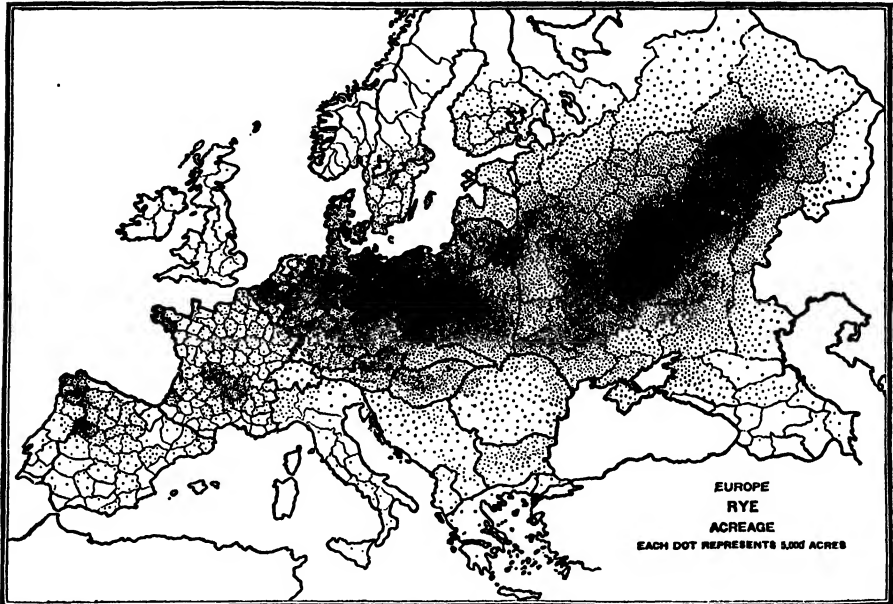 EUROPE
RYE
ACREAGE
EACH DOT REPRESENTS 5,000 ACRES